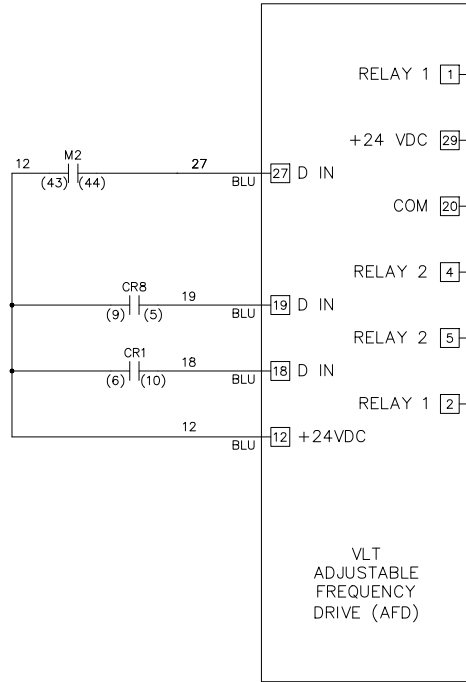 RELAY 1 1
+24 VDC 29
12 M2 27
(43) (44) BLU 27 D IN
COM 20
RELAY 2 4
CR8 19
(9) (5) BLU 19 D IN
RELAY 2 5
CR1 18
(6) (10) BLU 18 D IN
RELAY 1 2
12
BLU 12 +24VDC
VLT
ADJUSTABLE
FREQUENCY
DRIVE (AFD)